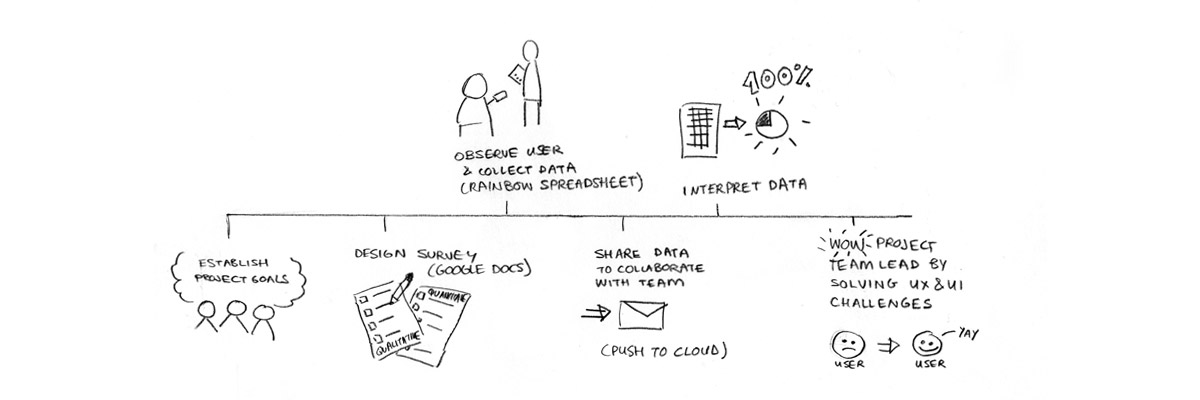 ESTABLISH
PROJECT GOALS
DESIGN SURVEY
(GOOGLE DOCS)
QUALITATIVE
OBSERVE USER
& COLLECT DATA
(RAINBOW SPREADSHEET)
SHARE DATA
TO COLLABORATE
WITH TEAM
(PUSH TO CLOUD)
100%
INTERPRET DATA
WOW! PROJECT
TEAM LEAD BY
SOLVING UX & UI
CHALLENGES
YAY
USER
USER